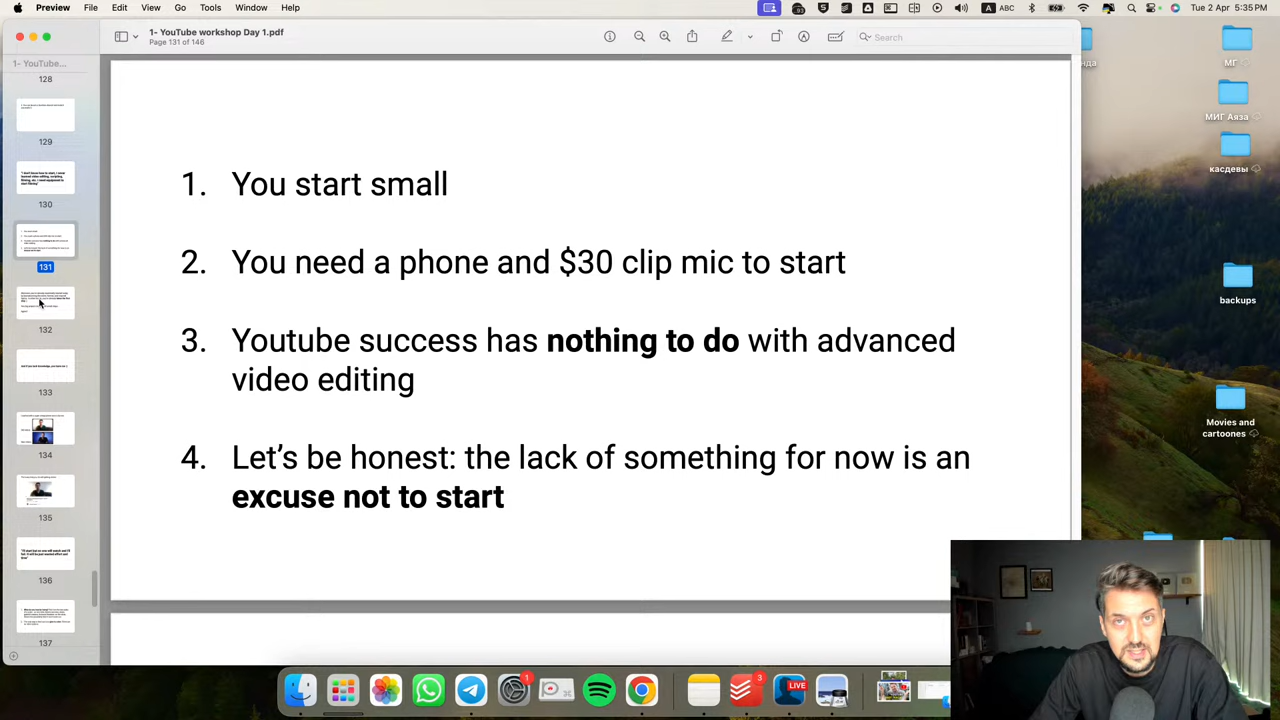 Preview File Edit View Go Tools Window Help
ABC Tue 2 Apr 5:35 PM
1- YouTube workshop Day 1.pdf
Page 131 of 146
Search
1- YouTube...
128
129
130
131
132
133
134
135
136
137
1. You start small
2. You need a phone and $30 clip mic to start
3. Youtube success has nothing to do with advanced
video editing
4. Let's be honest: the lack of something for now is an
excuse not to start
нда
МГ
МИГ Аяза
касдевы
backups
Movies and
cartoones
1
3
LIVE